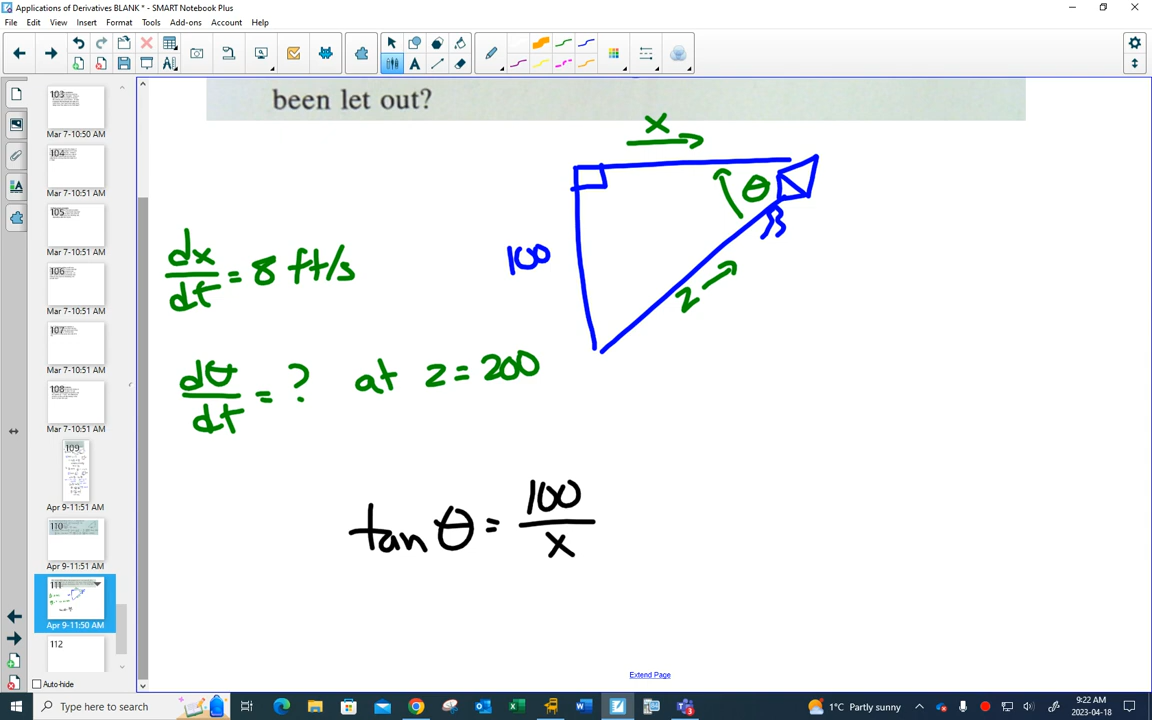 Applications of Derivatives BLANK * - SMART Notebook Plus
File Edit View Insert Format Tools Add-ons Account Help
103
Mar 7-10:50 AM
104
Mar 7-10:51 AM
105
Mar 7-10:51 AM
106
Mar 7-10:51 AM
107
Mar 7-10:51 AM
108
Mar 7-10:51 AM
109
Apr 9-11:51 AM
110
Apr 9-11:51 AM
111
Apr 9-11:50 AM
112
Auto-hide
been let out?
x
θ
100
z
dx/dt = 8 ft/s
dθ/dt = ? at z = 200
tan θ = 100/x
Extend Page
Type here to search
1°C Partly sunny
9:22 AM
2023-04-18